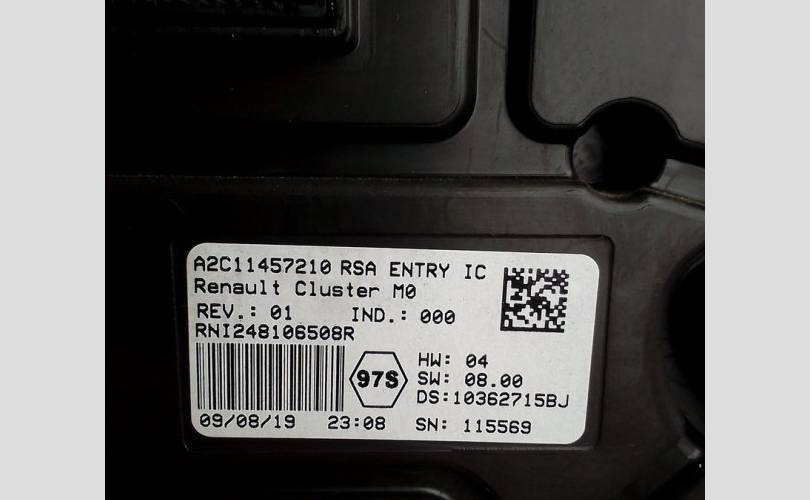 A2C11457210 RSA ENTRY IC
Renault Cluster M0
REV.: 01 IND.: 000
RNI248106508R
97S
HW: 04
SW: 08.00
DS:10362715BJ
09/08/19 23:08 SN: 115569